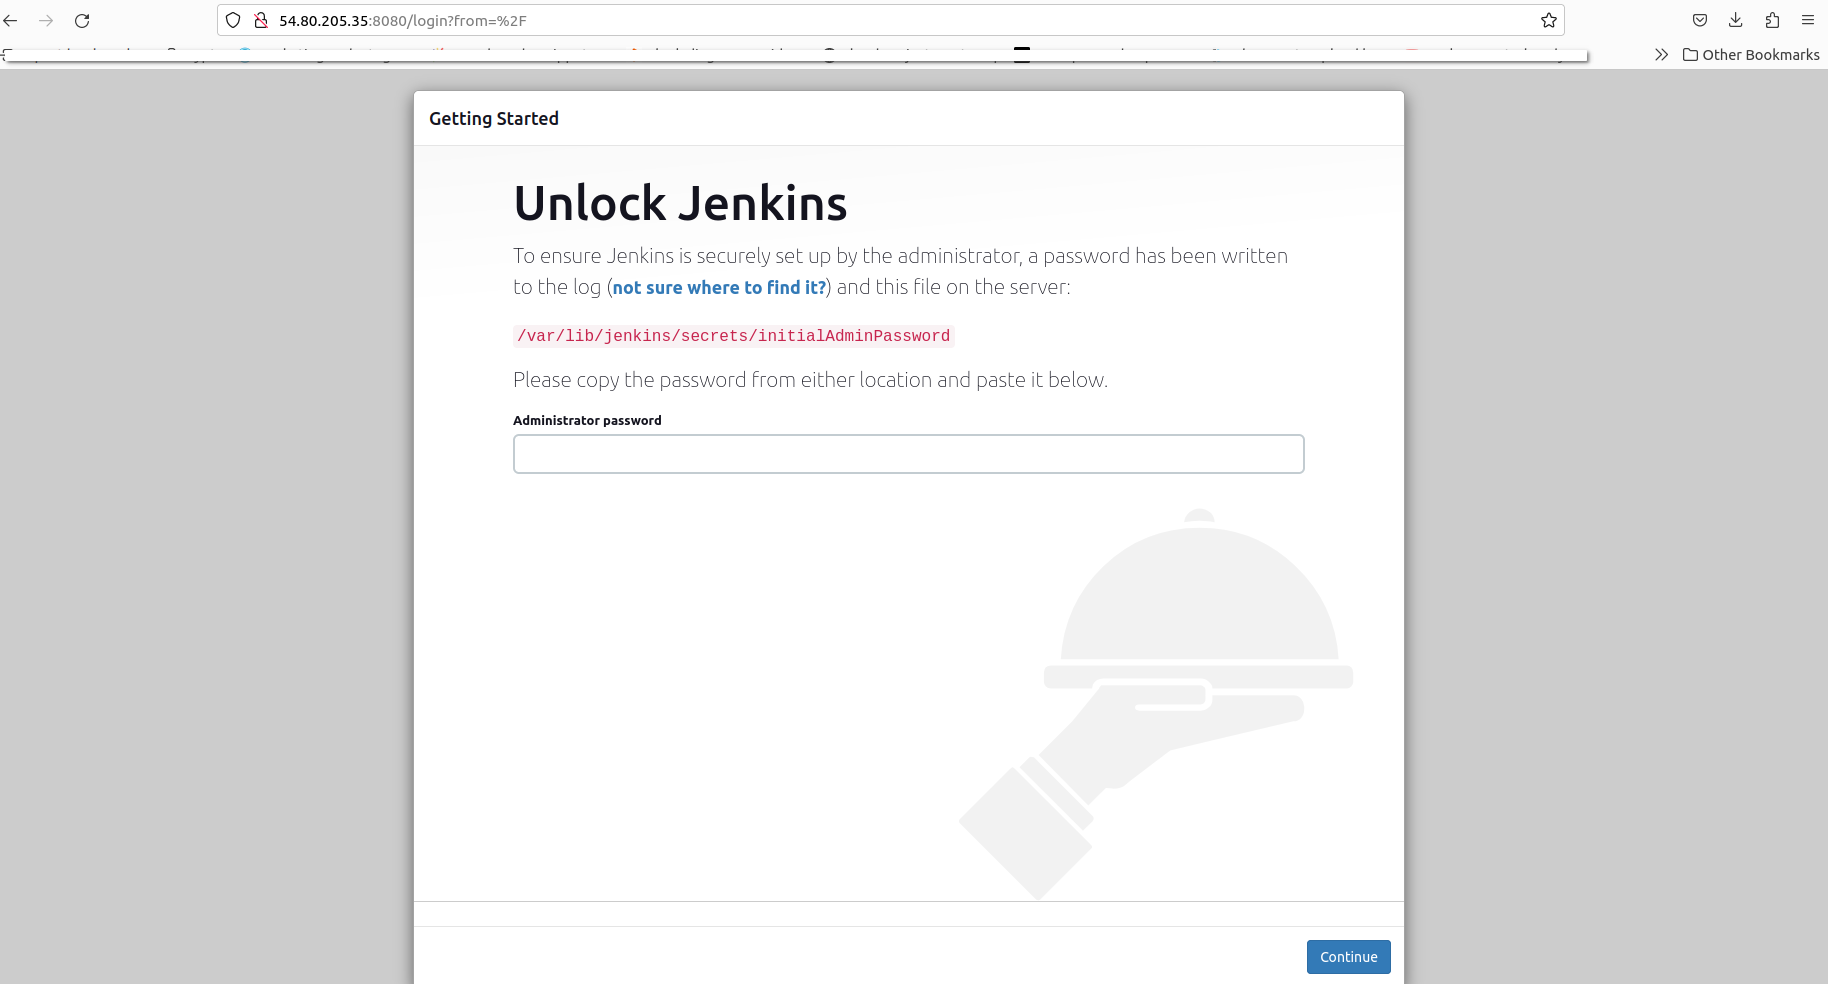 54.80.205.35:8080/login?from=%2F
Other Bookmarks
Getting Started
Unlock Jenkins
To ensure Jenkins is securely set up by the administrator, a password has been written
to the log (not sure where to find it?) and this file on the server:
/var/lib/jenkins/secrets/initialAdminPassword
Please copy the password from either location and paste it below.
Administrator password
Continue